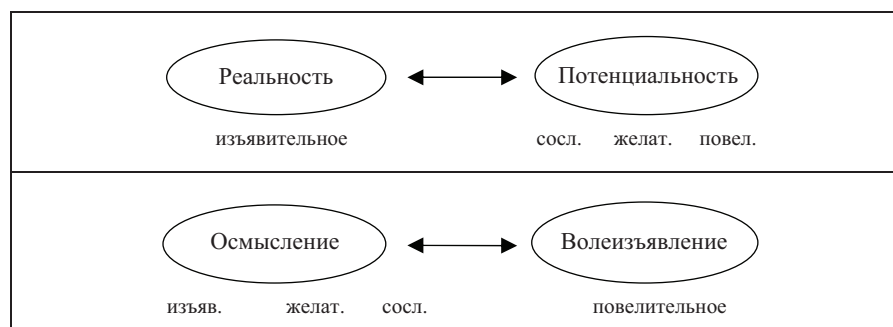 Реальность Потенциальность
изъявительное сосл. желат. повел.
Осмысление Волеизъявление
изъяв. желат. сосл. повелительное